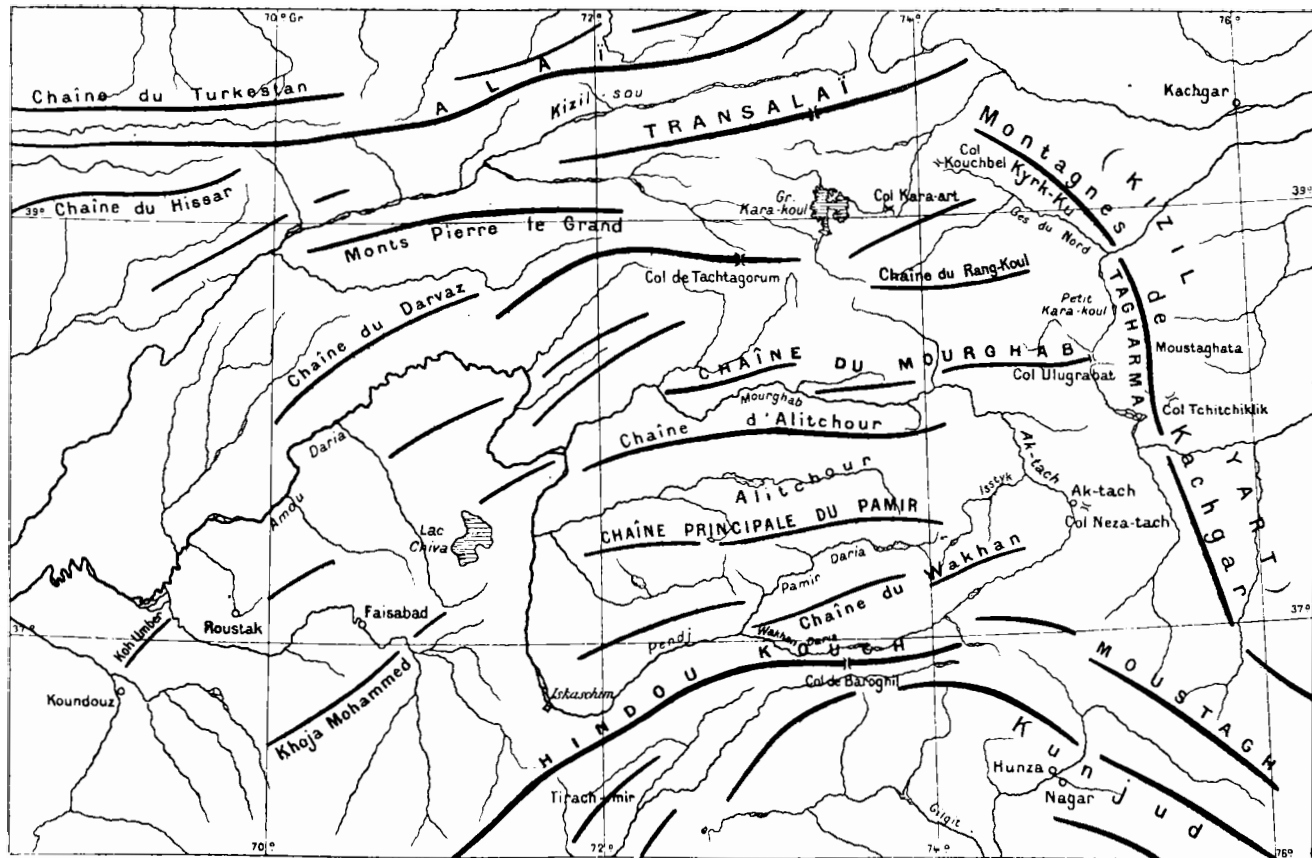 70° Gr
72°
74°
76°
Chaîne du Turkestan
ALAÏ
Kizil-sou
TRANSALAÏ
Kachgar
Montagnes de Kachgar
Col Kouchbel
Kyrk-Ku
KIZIL YART
39°
39°
Chaîne du Hissar
Gr. Kara-koul
Col Kara-art
Ges du Nord
Monts Pierre le Grand
Col de Tachtagorum
Chaîne du Rang-Koul
Petit Kara-koul
TAGHARMA
Moustaghata
Chaîne du Darvaz
CHAÎNE DU MOURGHAB
Col Ulugrabat
Mourghab
Col Tchitchiklik
Chaîne d'Alitchour
Daria
Amou
Ak-tach
Alitchour
Isstyk
Ak-tach
Col Neza-tach
Lac Chiva
CHAÎNE PRINCIPALE DU PAMIR
Pamir Daria
Chaîne du Wakhan
Koh Umber
Roustak
Faisabad
37°
37°
Pendj
Wakhan Daria
HINDOU KOUCH
Col de Baroghil
MOUSTAGH
Koundouz
Khoja Mohammed
Iskaschim
Kunjud
Hunza
Nagar
Tirach-mir
Gilgit
70°
72°
74°
76°